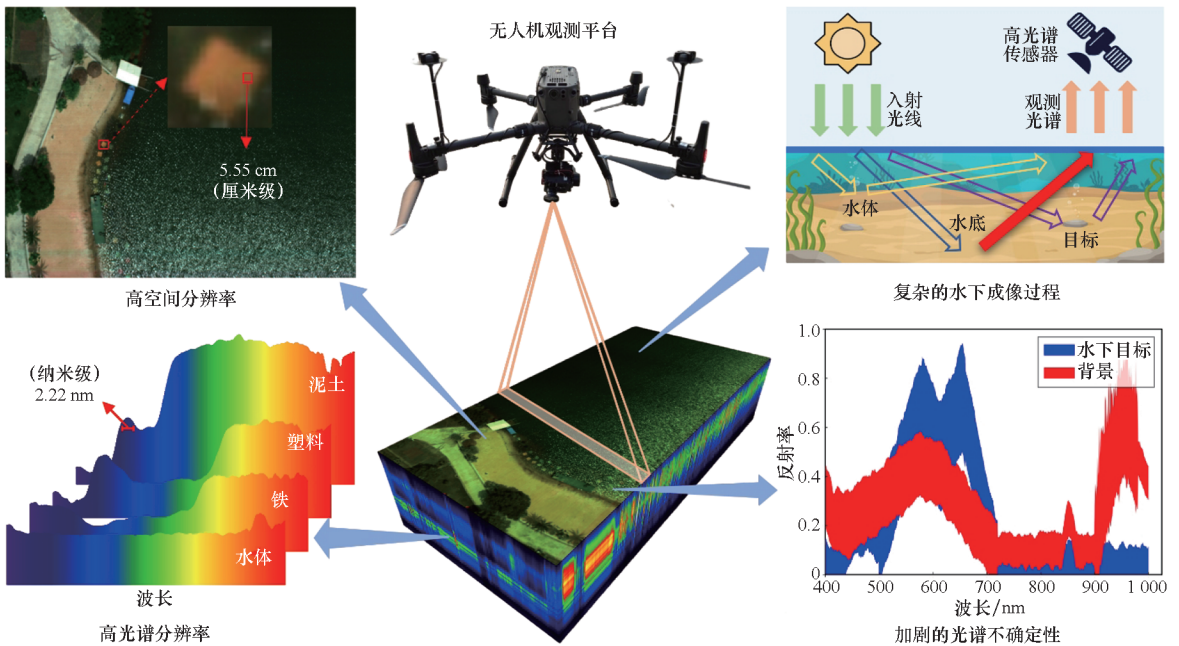 5.55 cm
(厘米级)
高空间分辨率
无人机观测平台
高光谱
传感器
入射
光线
观测
光谱
水体
水底
目标
复杂的水下成像过程
(纳米级)
2.22 nm
泥土
塑料
铁
水体
波长
高光谱分辨率
1.0
0.8
0.6
0.4
0.2
0
反射率
水下目标
背景
400
500
600
700
800
900
1 000
波长/nm
加剧的光谱不确定性